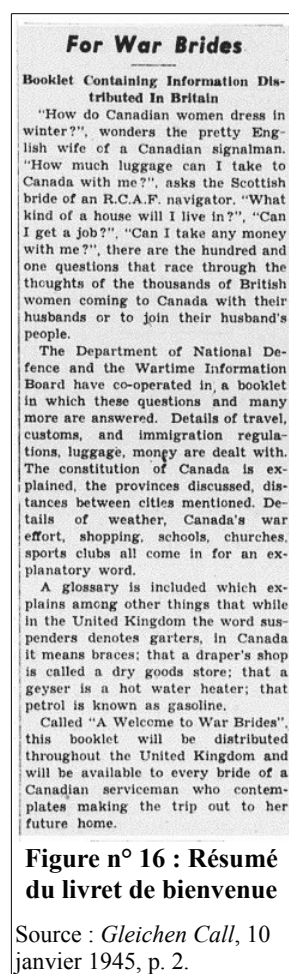 For War Brides
Booklet Containing Information Dis-
tributed In Britain
"How do Canadian women dress in
winter?", wonders the pretty Eng-
lish wife of a Canadian signalman.
"How much luggage can I take to
Canada with me?", asks the Scottish
bride of an R.C.A.F. navigator. "What
kind of a house will I live in?", "Can
I get a job?", "Can I take any money
with me?", there are the hundred and
one questions that race through the
thoughts of the thousands of British
women coming to Canada with their
husbands or to join their husband's
people.
The Department of National De-
fence and the Wartime Information
Board have co-operated in a booklet
in which these questions and many
more are answered. Details of travel,
customs, and immigration regula-
tions, luggage, money are dealt with.
The constitution of Canada is ex-
plained, the provinces discussed, dis-
tances between cities mentioned. De-
tails of weather, Canada's war
effort, shopping, schools, churches,
sports clubs all come in for an ex-
planatory word.
A glossary is included which ex-
plains among other things that while
in the United Kingdom the word sus-
penders denotes garters, in Canada
it means braces; that a draper's shop
is called a dry goods store; that a
geyser is a hot water heater; that
petrol is known as gasoline.
Called "A Welcome to War Brides",
this booklet will be distributed
throughout the United Kingdom and
will be available to every bride of a
Canadian serviceman who contem-
plates making the trip out to her
future home.
Figure n° 16 : Résumé
du livret de bienvenue
Source : Gleichen Call, 10
janvier 1945, p. 2.